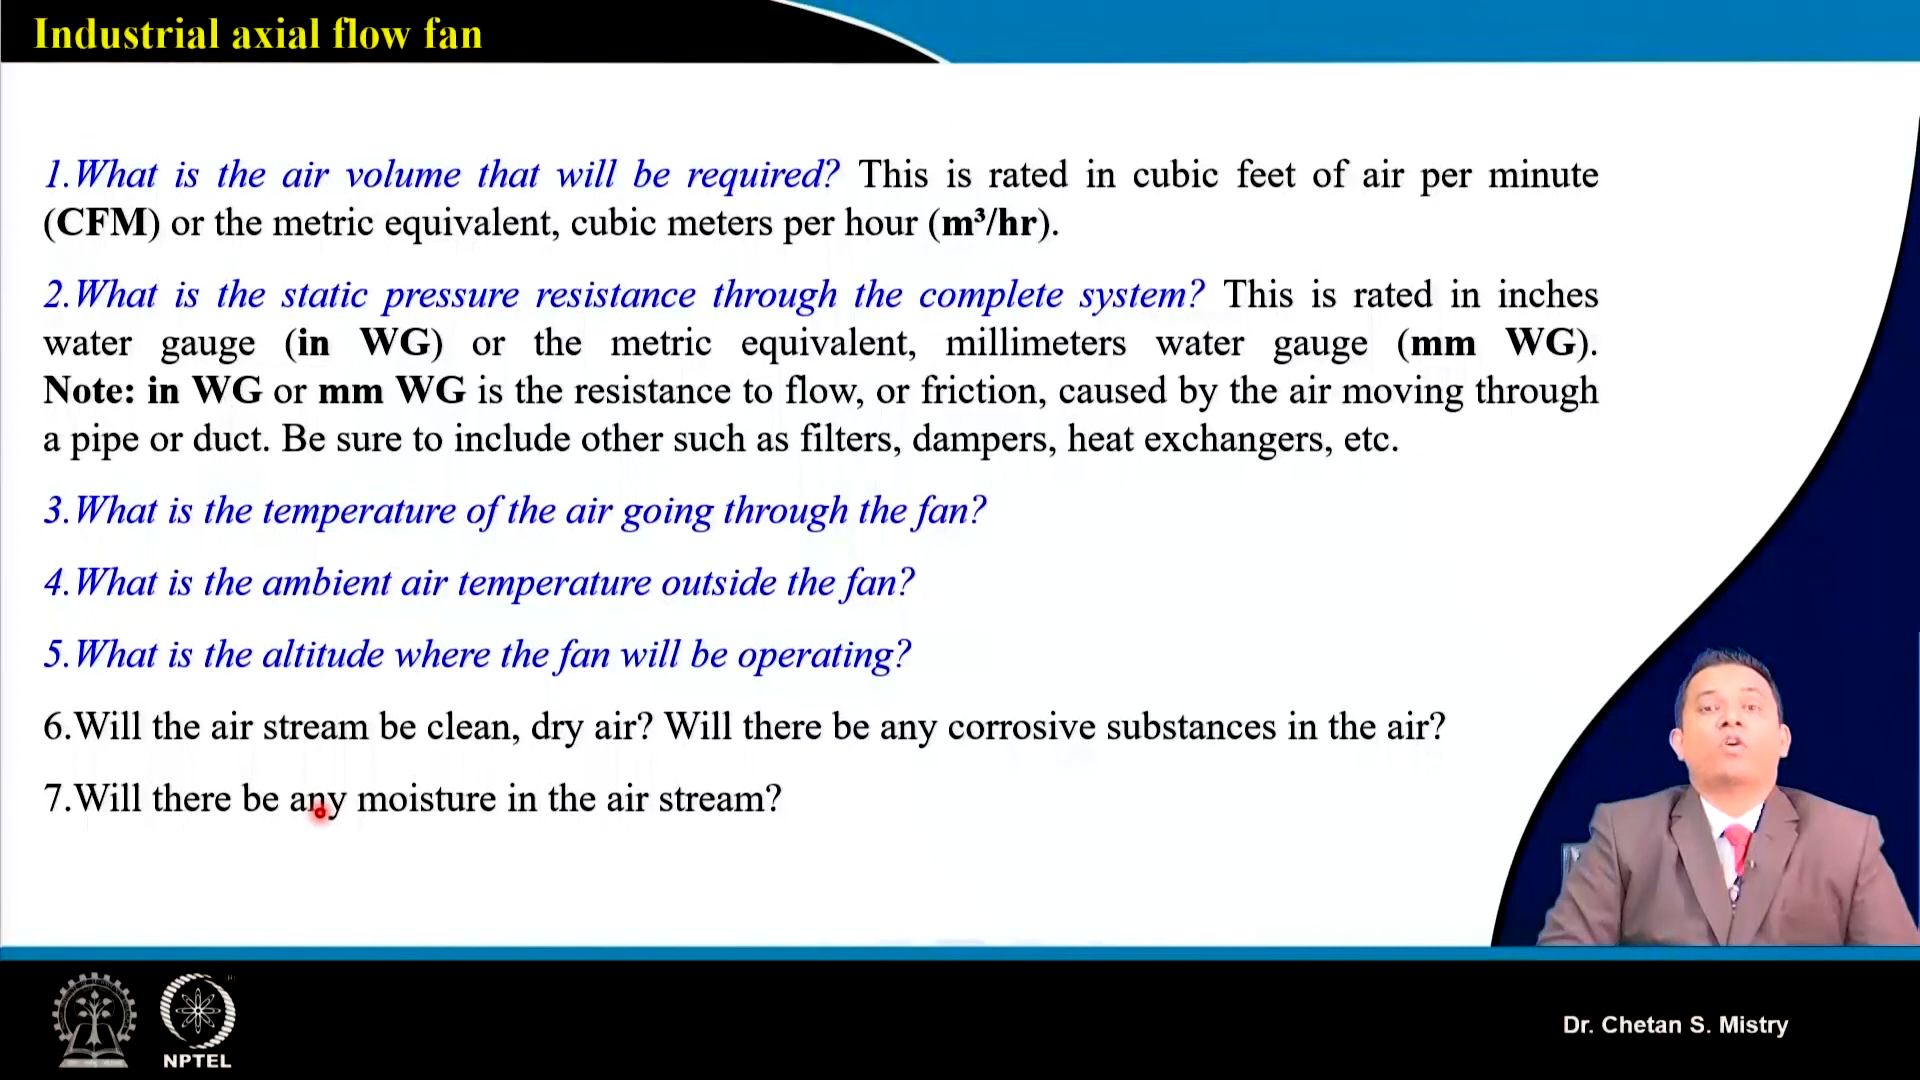 Industrial axial flow fan
1.What is the air volume that will be required? This is rated in cubic feet of air per minute
(CFM) or the metric equivalent, cubic meters per hour (m³/hr).
2.What is the static pressure resistance through the complete system? This is rated in inches
water gauge (in WG) or the metric equivalent, millimeters water gauge (mm WG).
Note: in WG or mm WG is the resistance to flow, or friction, caused by the air moving through
a pipe or duct. Be sure to include other such as filters, dampers, heat exchangers, etc.
3.What is the temperature of the air going through the fan?
4.What is the ambient air temperature outside the fan?
5.What is the altitude where the fan will be operating?
6.Will the air stream be clean, dry air? Will there be any corrosive substances in the air?
7.Will there be any moisture in the air stream?
NPTEL
Dr. Chetan S. Mistry